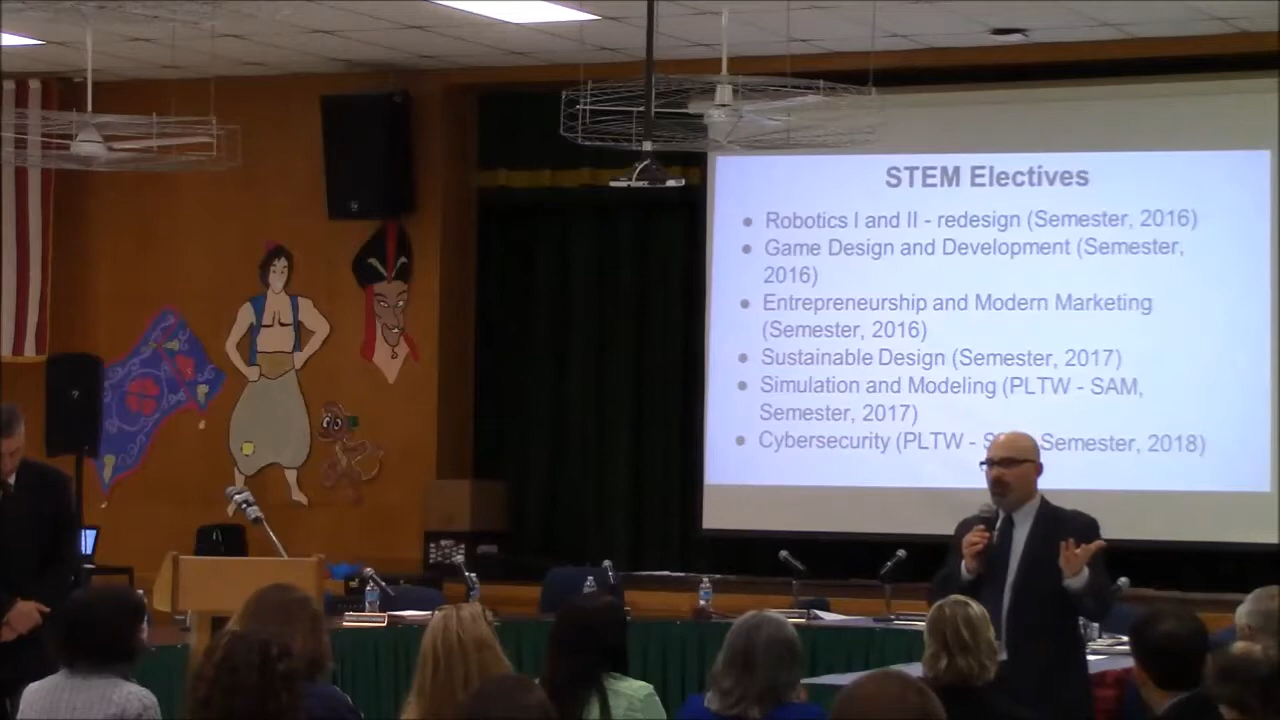 STEM Electives
● Robotics I and II - redesign (Semester, 2016)
● Game Design and Development (Semester,
2016)
● Entrepreneurship and Modern Marketing
(Semester, 2016)
● Sustainable Design (Semester, 2017)
● Simulation and Modeling (PLTW - SAM,
Semester, 2017)
● Cybersecurity (PLTW - Semester, 2018)
?